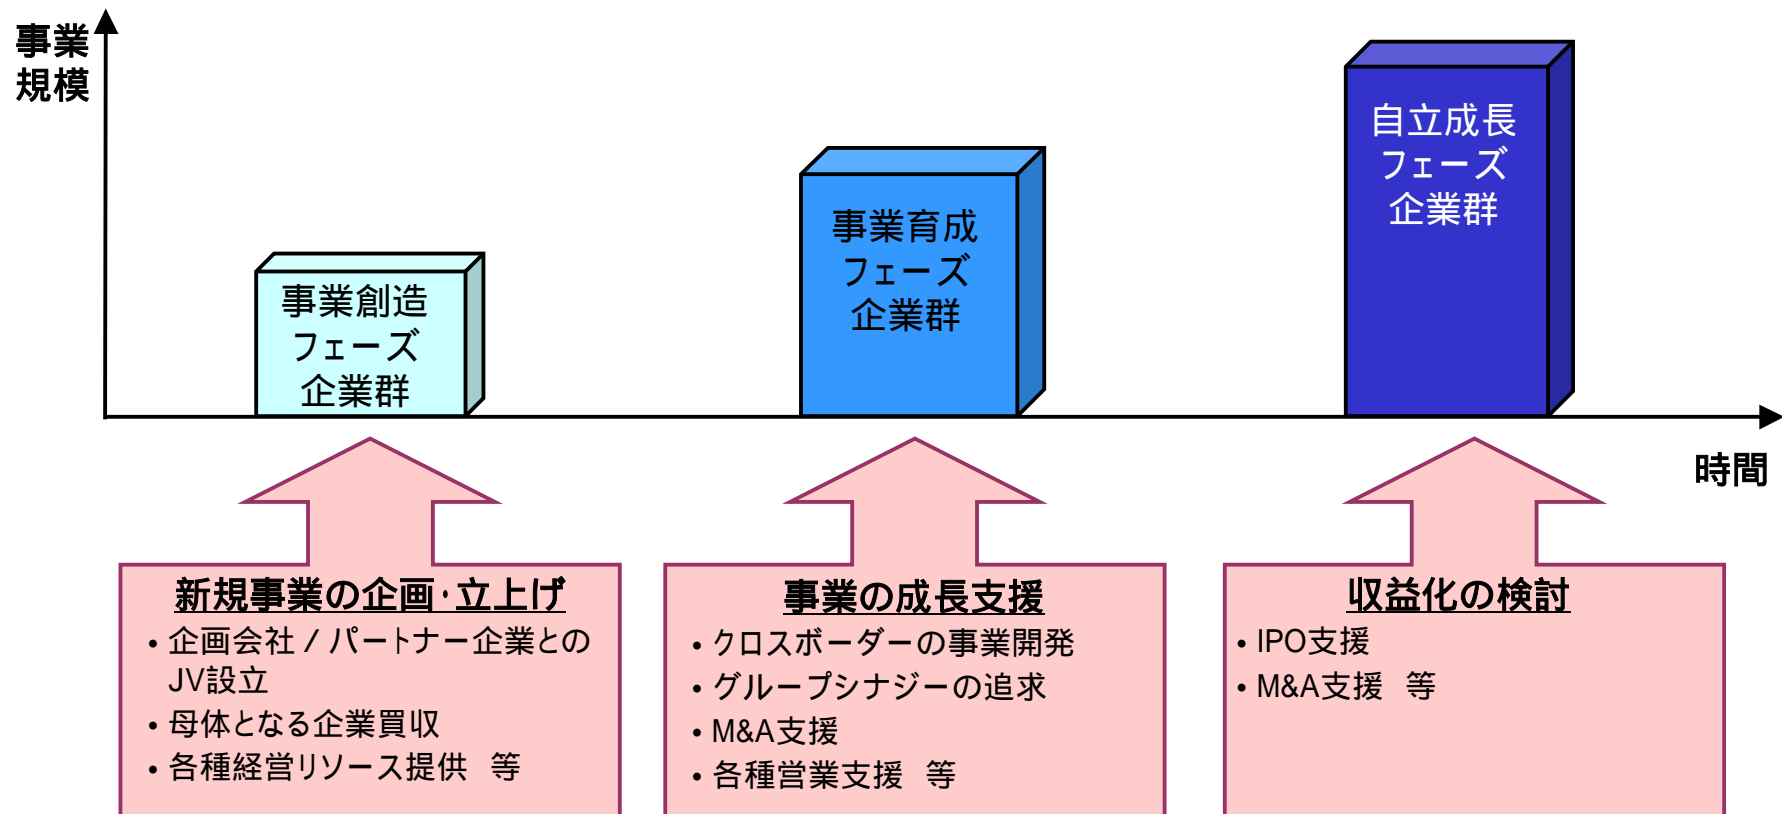 事業
規模
事業創造
フェーズ
企業群
事業育成
フェーズ
企業群
自立成長
フェーズ
企業群
時間
新規事業の企画・立上げ
• 企画会社／パートナー企業との
JV設立
• 母体となる企業買収
• 各種経営リソース提供　等
事業の成長支援
• クロスボーダーの事業開発
• グループシナジーの追求
• M&A支援
• 各種営業支援　等
収益化の検討
• IPO支援
• M&A支援　等